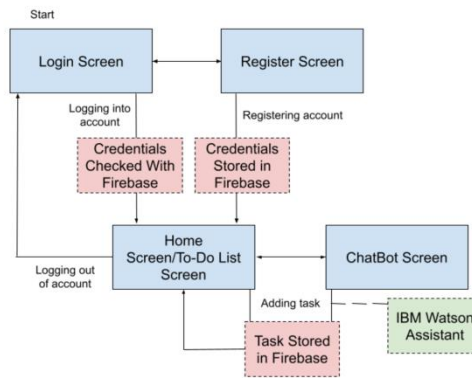 Start
Login Screen
Register Screen
Logging into
account
Registering account
Credentials
Checked With
Firebase
Credentials
Stored in
Firebase
Home
Screen/To-Do List
Screen
ChatBot Screen
Logging out
of account
Adding task
Task Stored
in Firebase
IBM Watson
Assistant